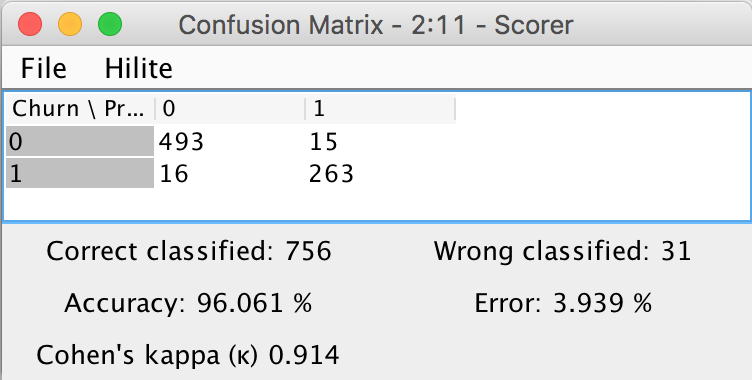 Confusion Matrix - 2:11 - Scorer
File Hilite
Churn \ Pr... 0 1
0 493 15
1 16 263
Correct classified: 756 Wrong classified: 31
Accuracy: 96.061 % Error: 3.939 %
Cohen's kappa (κ) 0.914